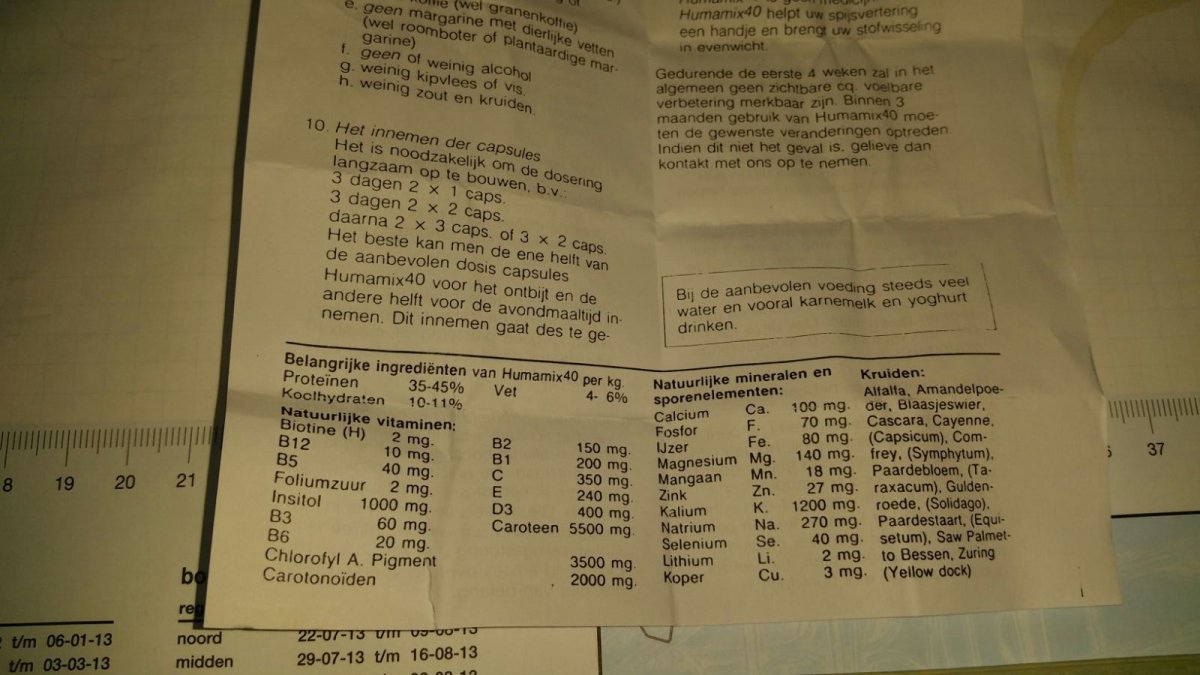 (wel granenkoffie)
e. geen margarine met dierlijke vetten
(wel roomboter of plantaardige mar-
garine)
f. geen of weinig alcohol
g. weinig kipvlees of vis.
h. weinig zout en kruiden.
10. Het innemen der capsules
Het is noodzakelijk om de dosering
langzaam op te bouwen, b.v.:
3 dagen 2 × 1 caps.
3 dagen 2 × 2 caps.
daarna 2 × 3 caps. of 3 × 2 caps.
Het beste kan men de ene helft van
de aanbevolen dosis capsules
Humamix40 voor het ontbijt en de
andere helft voor de avondmaaltijd in-
nemen. Dit innemen gaat des te ge-
Humamix40 helpt uw spijsvertering
een handje en brengt uw stofwisseling
in evenwicht.
Gedurende de eerste 4 weken zal in het
algemeen geen zichtbare cq. voelbare
verbetering merkbaar zijn. Binnen 3
maanden gebruik van Humamix40 moe-
ten de gewenste veranderingen optreden.
Indien dit niet het geval is, gelieve dan
kontakt met ons op te nemen.
Bij de aanbevolen voeding steeds veel
water en vooral karnemelk en yoghurt
drinken.
Belangrijke ingrediënten van Humamix40 per kg.
Proteïnen 35-45% Vet 4- 6%
Koolhydraten 10-11%
Natuurlijke vitaminen:
Biotine (H) 2 mg. B2 150 mg.
B12 10 mg. B1 200 mg.
B5 40 mg. C 350 mg.
Foliumzuur 2 mg. E 240 mg.
Insitol 1000 mg. D3 400 mg.
B3 60 mg. Caroteen 5500 mg.
B6 20 mg.
Chlorofyl A. Pigment 3500 mg.
Carotonoïden 2000 mg.
Natuurlijke mineralen en
sporenelementen:
Calcium Ca. 100 mg.
Fosfor F. 70 mg.
IJzer Fe. 80 mg.
Magnesium Mg. 140 mg.
Mangaan Mn. 18 mg.
Zink Zn. 27 mg.
Kalium K. 1200 mg.
Natrium Na. 270 mg.
Selenium Se. 40 mg.
Lithium Li. 2 mg.
Koper Cu. 3 mg.
Kruiden:
Alfalfa, Amandelpoe-
der, Blaasjeswier,
Cascara, Cayenne,
(Capsicum), Com-
frey, (Symphytum),
Paardebloem, (Ta-
raxacum), Gulden-
roede, (Solidago),
Paardestaart, (Equi-
setum), Saw Palmet-
to Bessen, Zuring
(Yellow dock)
8 19 20 21
37
bo
reg
t/m 06-01-13 noord 22-07-13 t/m
t/m 03-03-13 midden 29-07-13 t/m 16-08-13